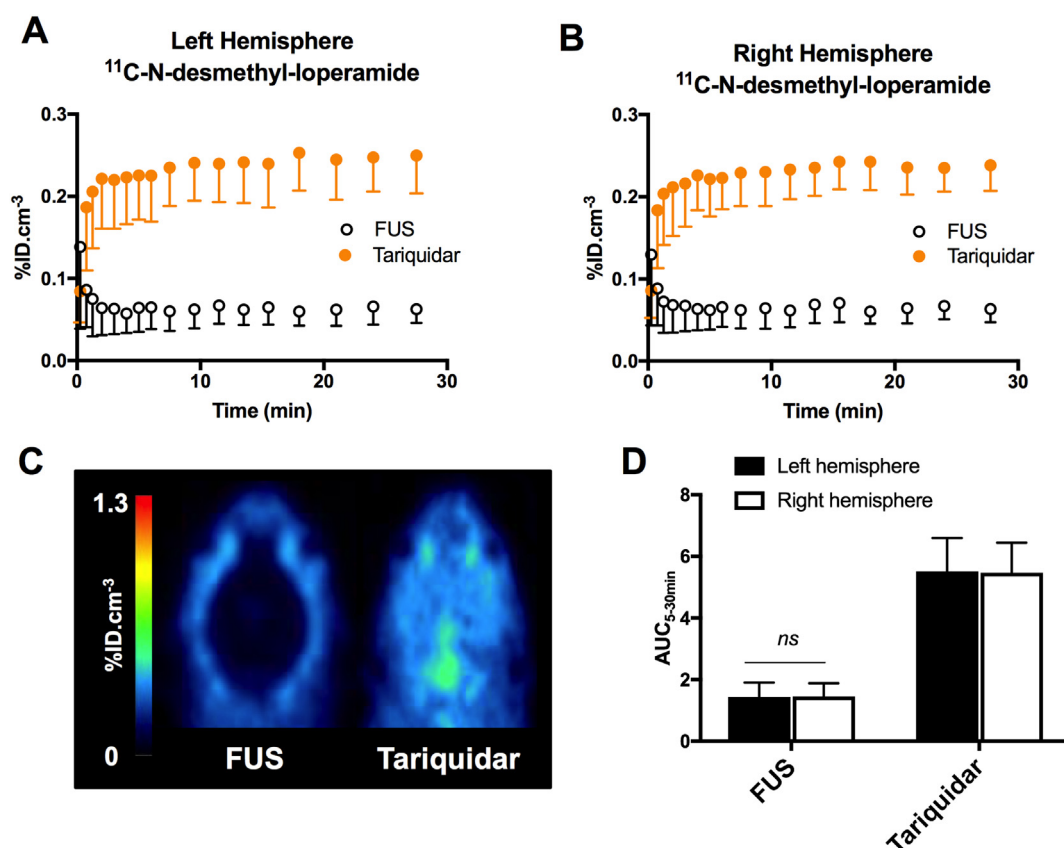 A
Left Hemisphere
¹¹C-N-desmethyl-loperamide
0.3
0.2
0.1
0.0
%ID.cm⁻³
FUS
Tariquidar
0
10
20
30
Time (min)
B
Right Hemisphere
¹¹C-N-desmethyl-loperamide
0.3
0.2
0.1
0.0
%ID.cm⁻³
FUS
Tariquidar
0
10
20
30
Time (min)
C
1.3
%ID.cm⁻³
0
FUS
Tariquidar
D
Left hemisphere
Right hemisphere
8
6
4
2
0
AUC₅₋₃₀ₘᵢₙ
ns
FUS
Tariquidar